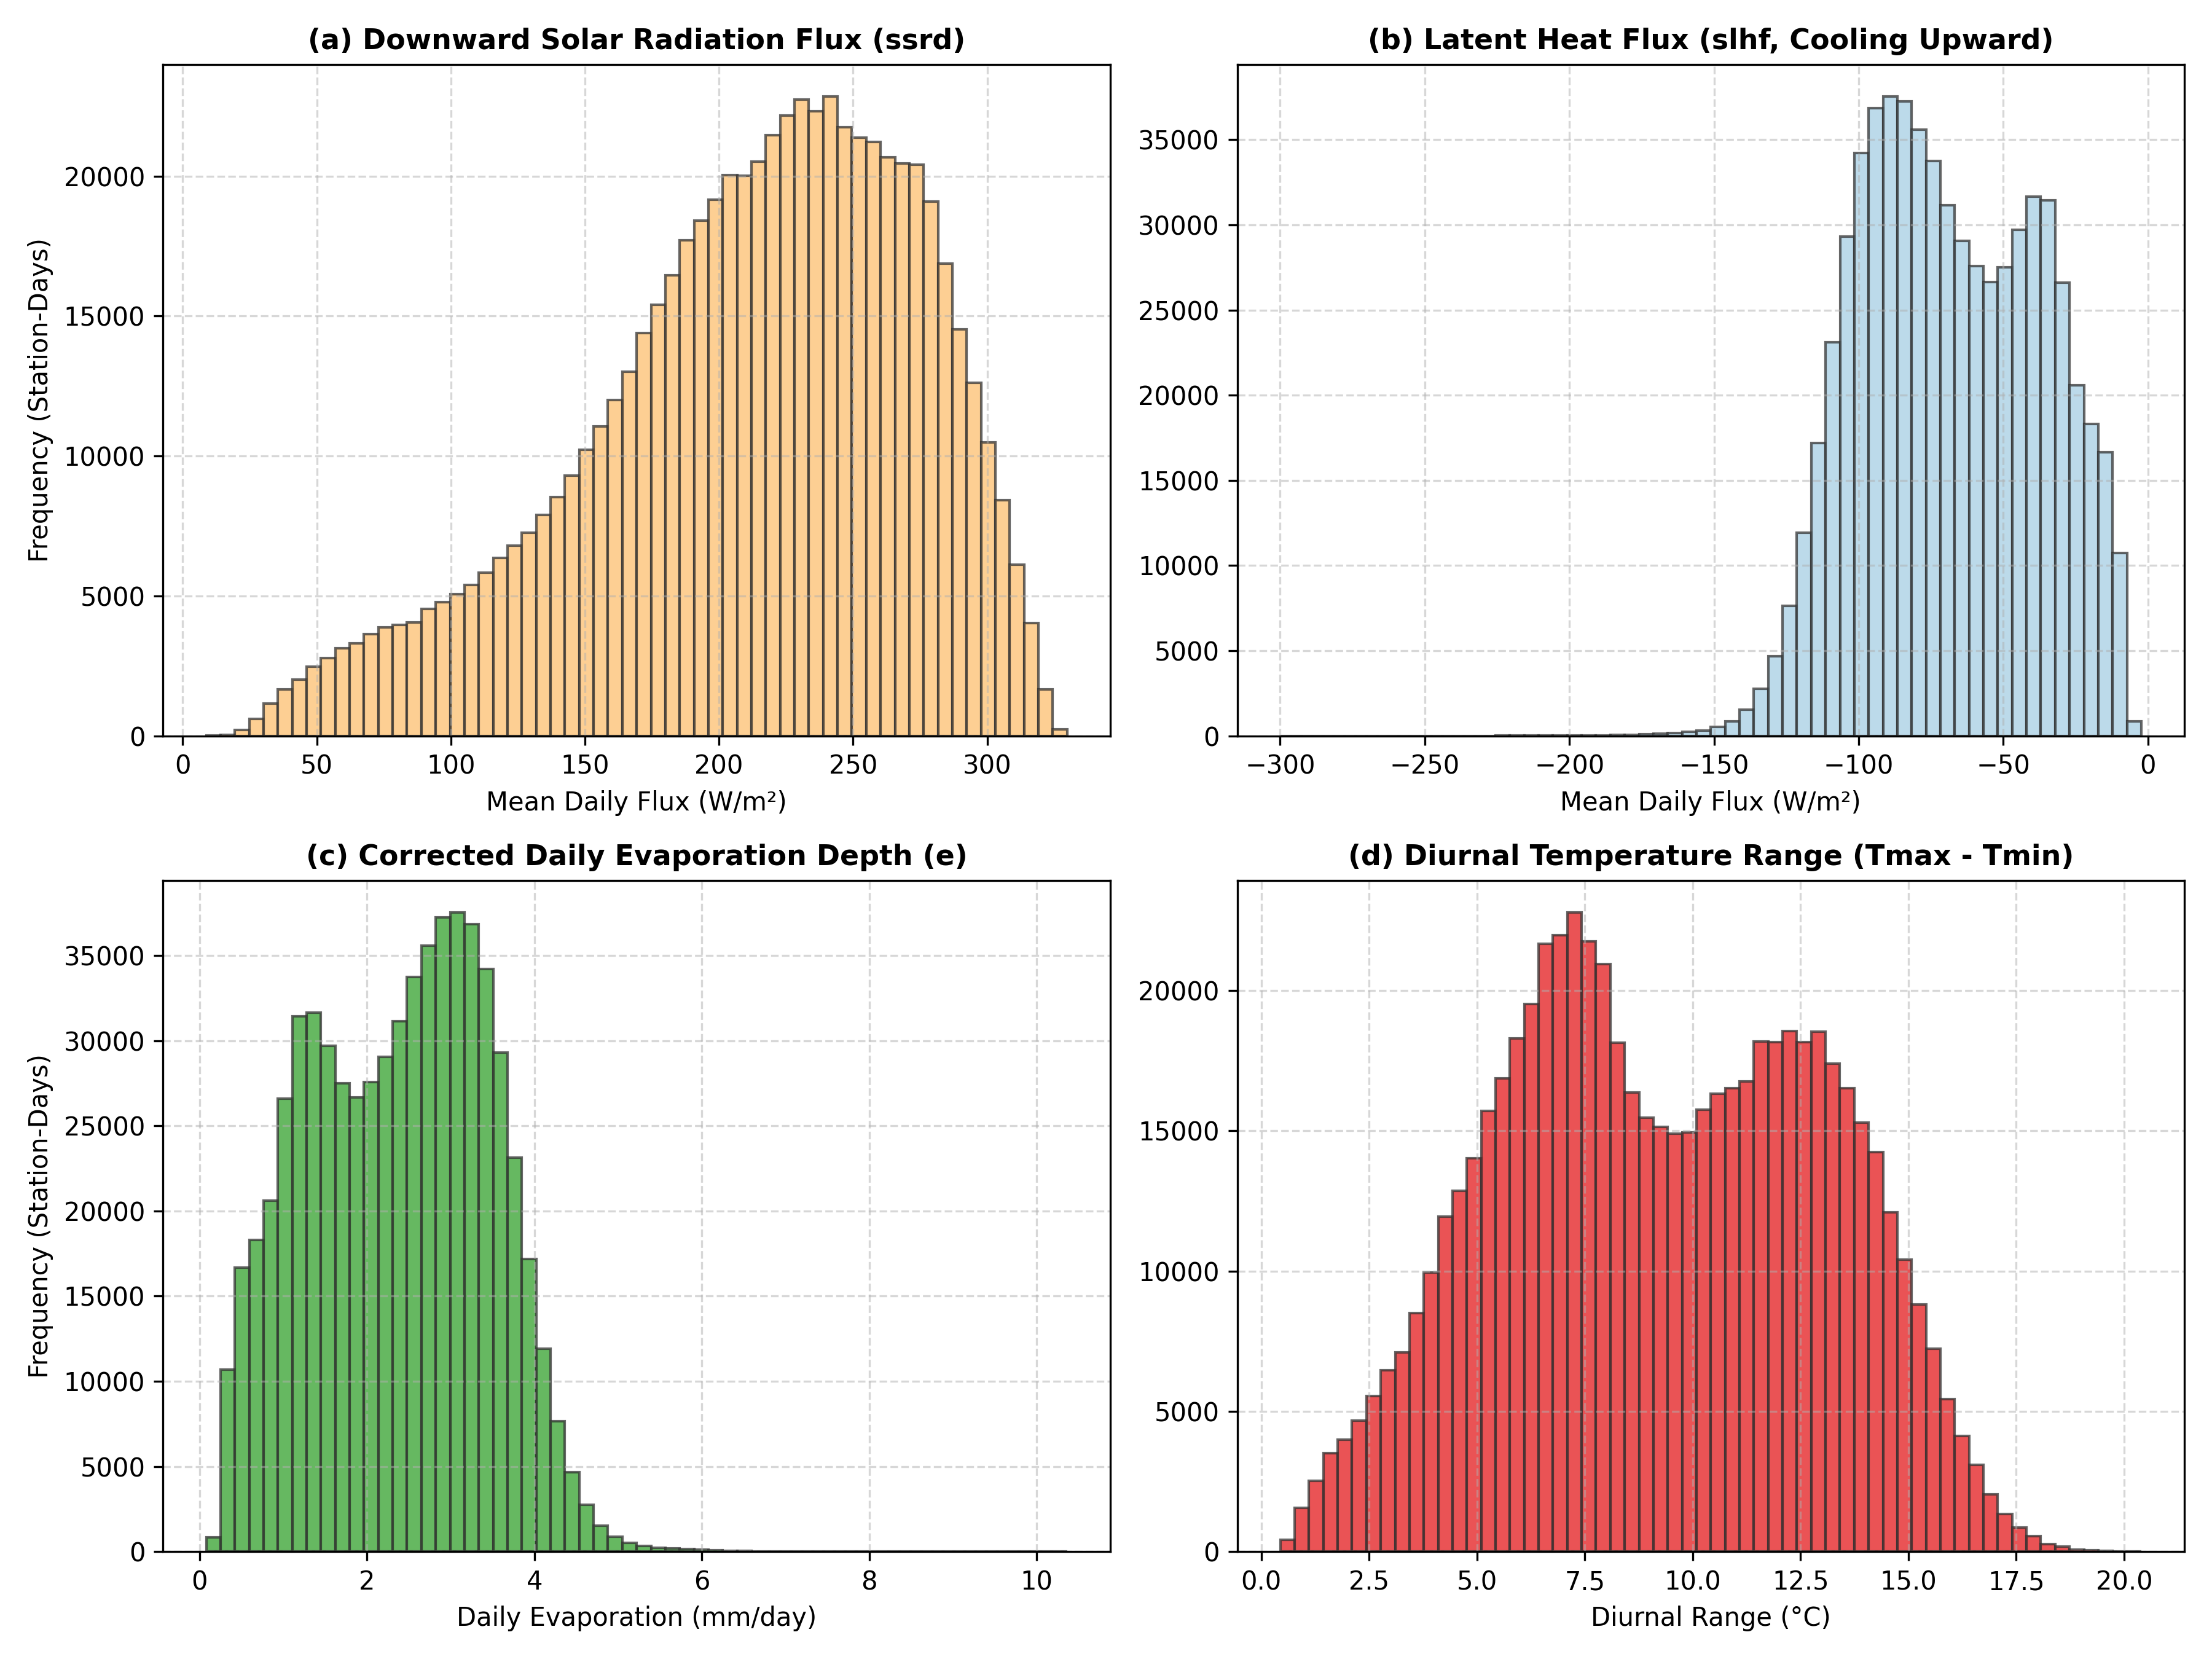 (a) Downward Solar Radiation Flux (ssrd)
Frequency (Station-Days)
20000
15000
10000
5000
0
0 50 100 150 200 250 300
Mean Daily Flux (W/m²)
(b) Latent Heat Flux (slhf, Cooling Upward)
35000
30000
25000
20000
15000
10000
5000
0
−300 −250 −200 −150 −100 −50 0
Mean Daily Flux (W/m²)
(c) Corrected Daily Evaporation Depth (e)
Frequency (Station-Days)
35000
30000
25000
20000
15000
10000
5000
0
0 2 4 6 8 10
Daily Evaporation (mm/day)
(d) Diurnal Temperature Range (Tmax - Tmin)
20000
15000
10000
5000
0
0.0 2.5 5.0 7.5 10.0 12.5 15.0 17.5 20.0
Diurnal Range (°C)